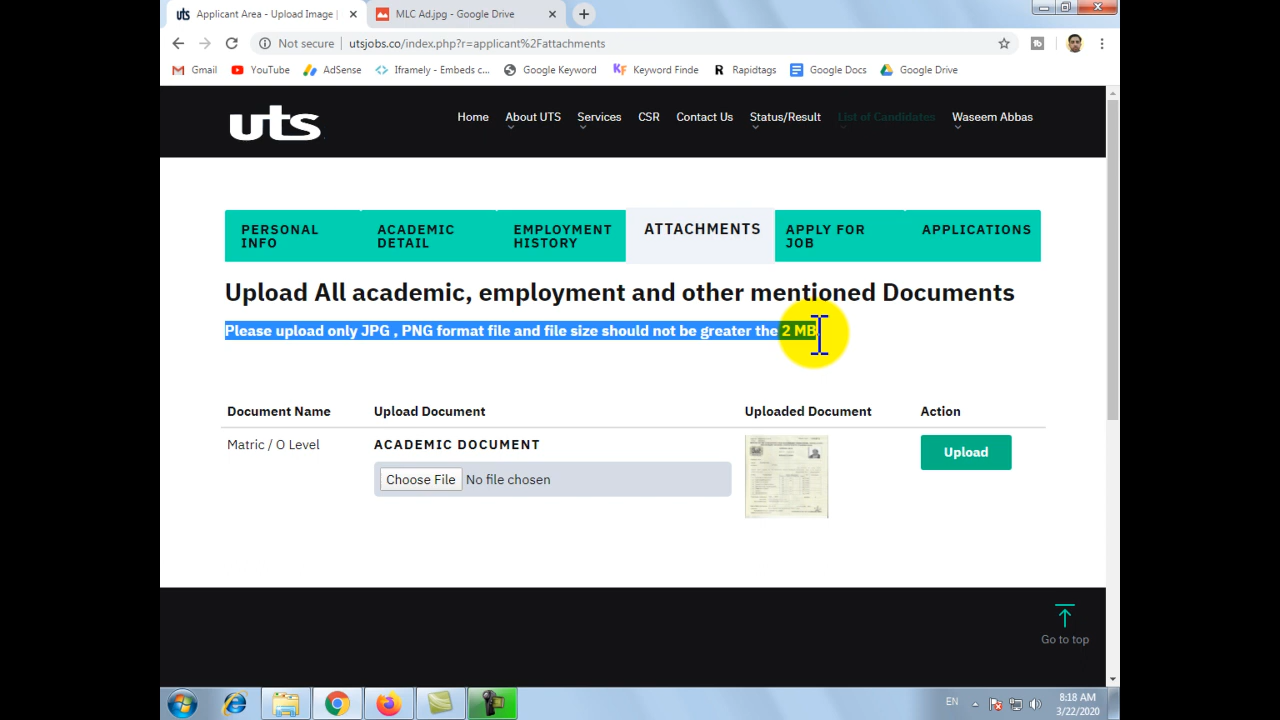 Applicant Area - Upload Image |
MLC Ad.jpg - Google Drive
Not secure | utsjobs.co/index.php?r=applicant%2Fattachments
Gmail YouTube AdSense Iframely - Embeds c... Google Keyword Keyword Finde Rapidtags Google Docs Google Drive
uts
Home About UTS Services CSR Contact Us Status/Result List of Candidates Waseem Abbas
PERSONAL INFO
ACADEMIC DETAIL
EMPLOYMENT HISTORY
ATTACHMENTS
APPLY FOR JOB
APPLICATIONS
Upload All academic, employment and other mentioned Documents
Please upload only JPG , PNG format file and file size should not be greater the 2 MB
Document Name Upload Document Uploaded Document Action
Matric / O Level ACADEMIC DOCUMENT Upload
Choose File No file chosen
Go to top
EN
8:18 AM
3/22/2020